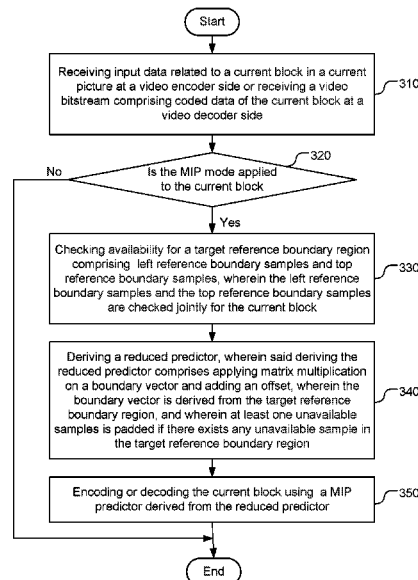 Start
Receiving input data related to a current block in a current
picture at a video encoder side or receiving a video
bitstream comprising coded data of the current block at a
video decoder side
310
320
No
Is the MIP mode applied
to the current block
Yes
Checking availability for a target reference boundary region
comprising left reference boundary samples and top
reference boundary samples, wherein the left reference
boundary samples and the top reference boundary samples
are checked jointly for the current block
330
Deriving a reduced predictor, wherein said deriving the
reduced predictor comprises applying matrix multiplication
on a boundary vector and adding an offset, wherein the
boundary vector is derived from the target reference
boundary region, and wherein at least one unavailable
samples is padded if there exists any unavailable sample in
the target reference boundary region
340
Encoding or decoding the current block using a MIP
predictor derived from the reduced predictor
350
End